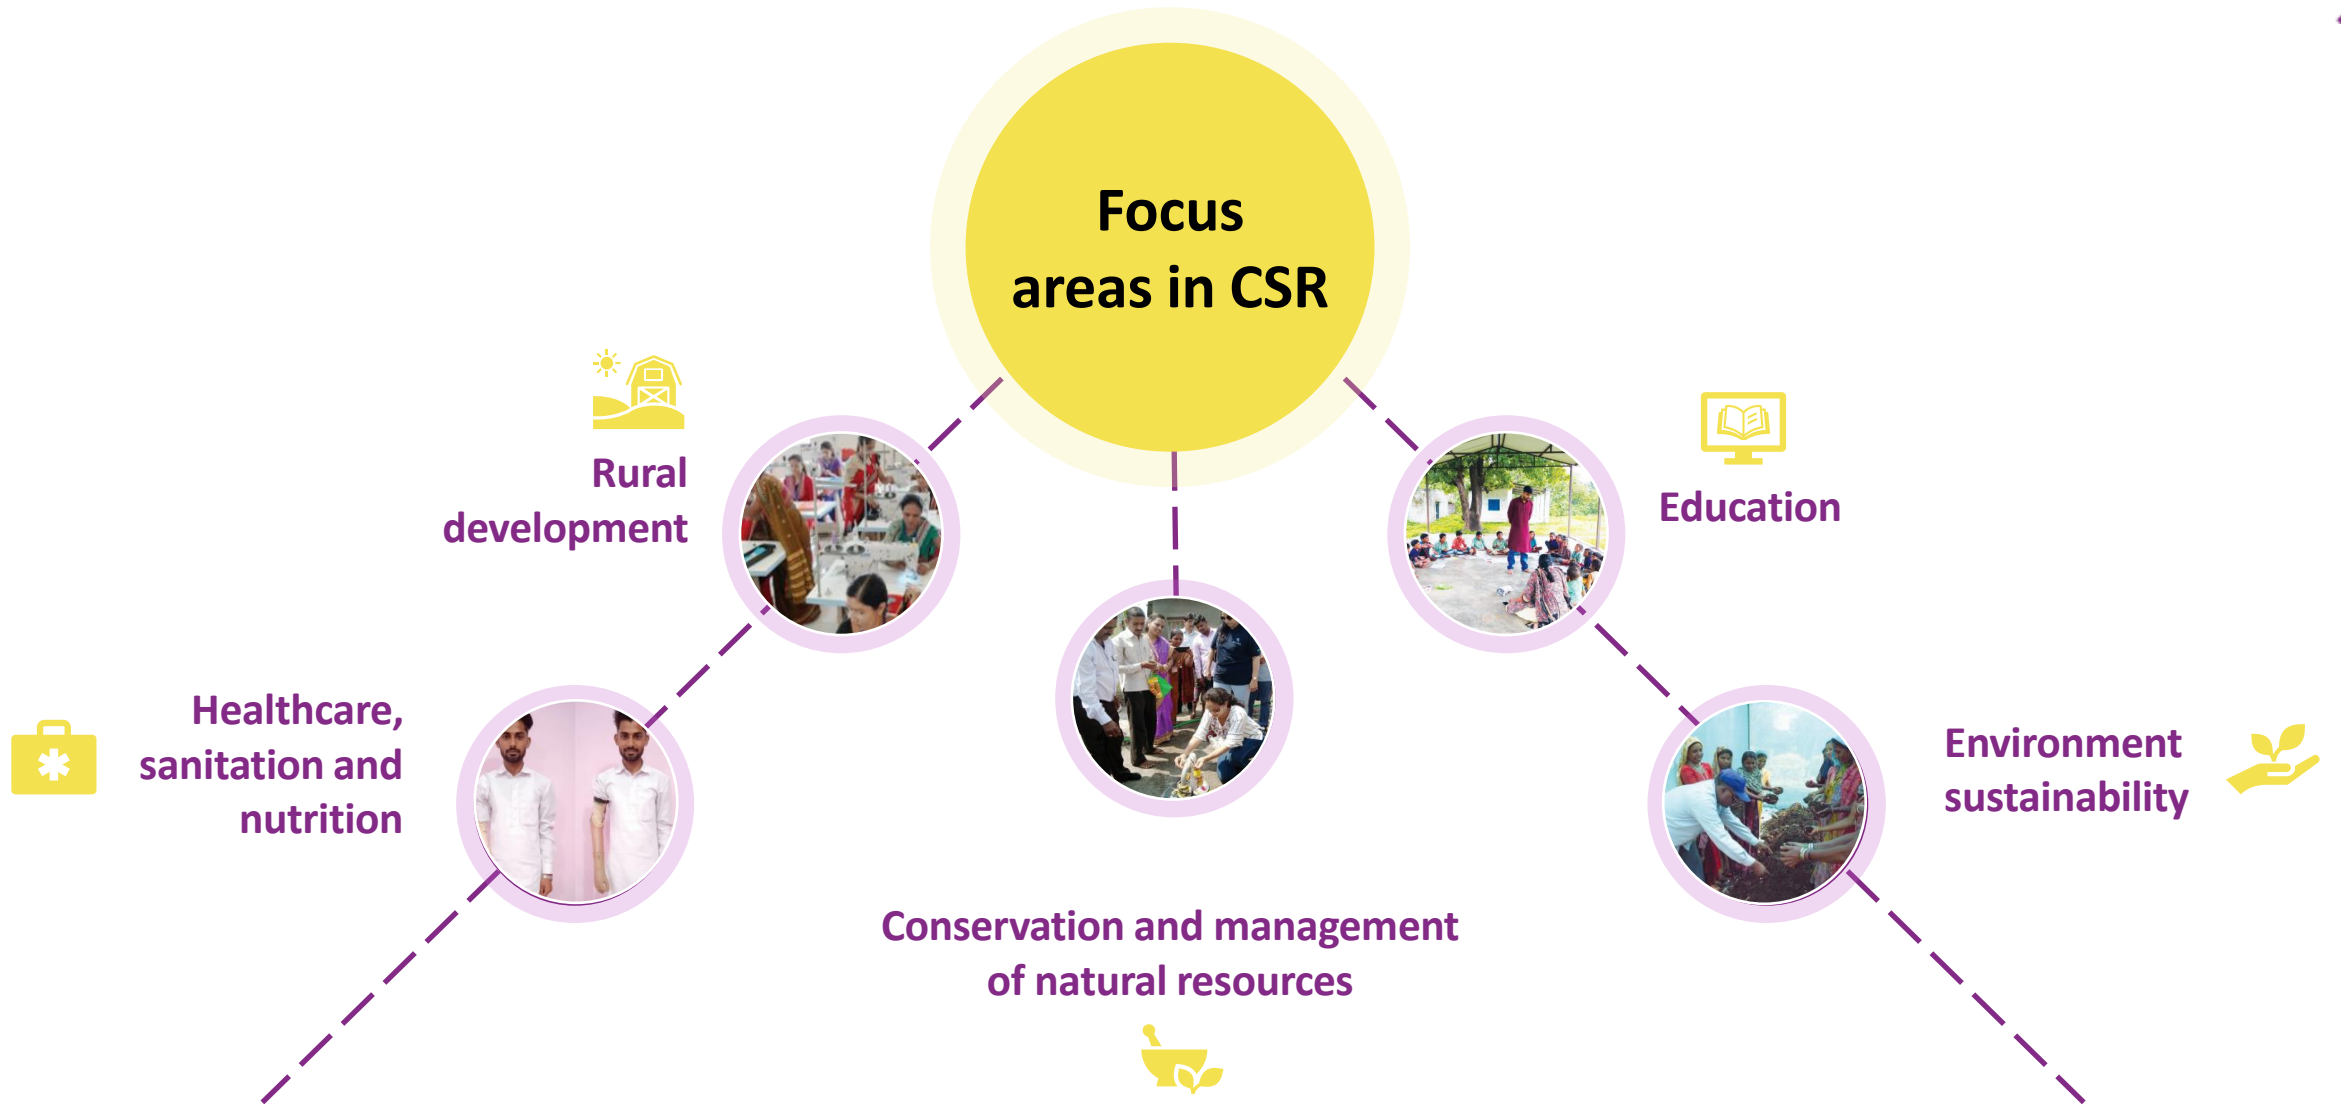 Focus
areas in CSR
Rural
development
Education
Healthcare,
sanitation and
nutrition
Environment
sustainability
Conservation and management
of natural resources